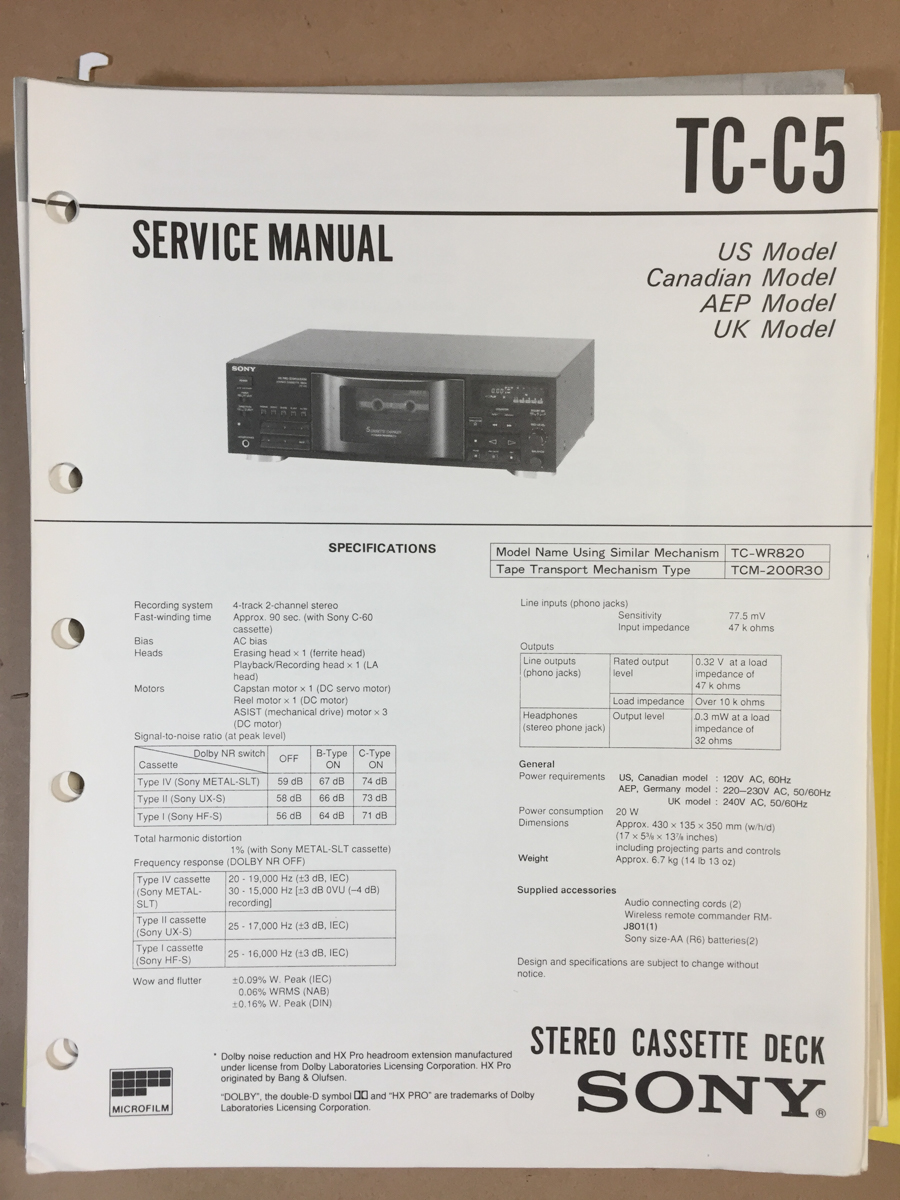 TC-C5
SERVICE MANUAL
US Model
Canadian Model
AEP Model
UK Model
SONY
SPECIFICATIONS
Model Name Using Similar Mechanism TC-WR820
Tape Transport Mechanism Type TCM-200R30
Recording system 4-track 2-channel stereo
Fast-winding time Approx. 90 sec. (with Sony C-60
cassette)
Bias AC bias
Heads Erasing head × 1 (ferrite head)
Playback/Recording head × 1 (LA
head)
Motors Capstan motor × 1 (DC servo motor)
Reel motor × 1 (DC motor)
ASIST (mechanical drive) motor × 3
(DC motor)
Signal-to-noise ratio (at peak level)
Dolby NR switch
Cassette
OFF
B-Type
ON
C-Type
ON
Type IV (Sony METAL-SLT) 59 dB 67 dB 74 dB
Type II (Sony UX-S) 58 dB 66 dB 73 dB
Type I (Sony HF-S) 56 dB 64 dB 71 dB
Total harmonic distortion
1% (with Sony METAL-SLT cassette)
Frequency response (DOLBY NR OFF)
Type IV cassette
(Sony METAL-
SLT)
20 - 19,000 Hz (±3 dB, IEC)
30 - 15,000 Hz [±3 dB 0VU (−4 dB)
recording]
Type II cassette
(Sony UX-S)
25 - 17,000 Hz (±3 dB, IEC)
Type I cassette
(Sony HF-S)
25 - 16,000 Hz (±3 dB, IEC)
Wow and flutter ±0.09% W. Peak (IEC)
0.06% WRMS (NAB)
±0.16% W. Peak (DIN)
Line inputs (phono jacks)
Sensitivity 77.5 mV
Input impedance 47 k ohms
Outputs
Line outputs
(phono jacks)
Rated output
level
0.32 V at a load
impedance of
47 k ohms
Load impedance Over 10 k ohms
Headphones
(stereo phone jack)
Output level
0.3 mW at a load
impedance of
32 ohms
General
Power requirements US, Canadian model : 120V AC, 60Hz
AEP, Germany model : 220–230V AC, 50/60Hz
UK model : 240V AC, 50/60Hz
Power consumption 20 W
Dimensions Approx. 430 × 135 × 350 mm (w/h/d)
(17 × 5⅜ × 13⅞ inches)
including projecting parts and controls
Weight Approx. 6.7 kg (14 lb 13 oz)
Supplied accessories
Audio connecting cords (2)
Wireless remote commander RM-
J801(1)
Sony size-AA (R6) batteries(2)
Design and specifications are subject to change without
notice.
* Dolby noise reduction and HX Pro headroom extension manufactured
under license from Dolby Laboratories Licensing Corporation. HX Pro
originated by Bang & Olufsen.
"DOLBY", the double-D symbol and "HX PRO" are trademarks of Dolby
Laboratories Licensing Corporation.
MICROFILM
STEREO CASSETTE DECK
SONY®